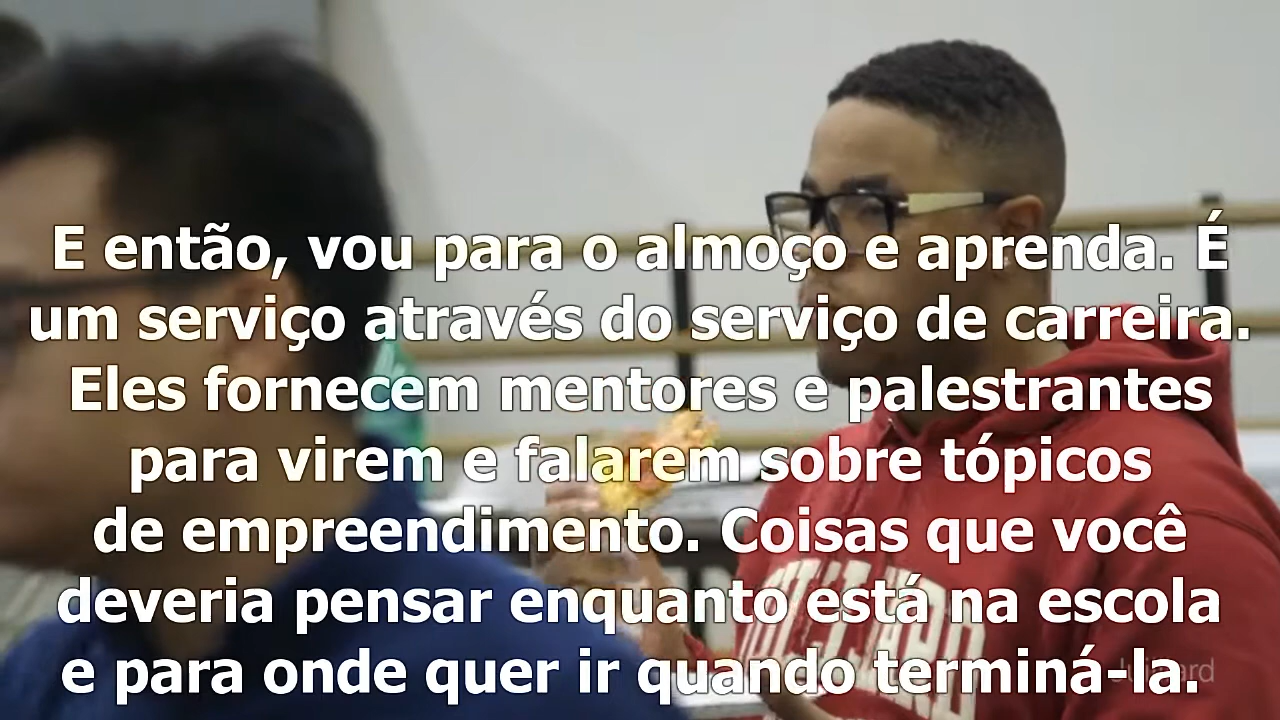 E então, vou para o almoço e aprenda. É
um serviço através do serviço de carreira.
Eles fornecem mentores e palestrantes
para virem e falarem sobre tópicos
de empreendimento. Coisas que você
deveria pensar enquanto está na escola
e para onde quer ir quando terminá-la.
JUILLIARD
Juilliard